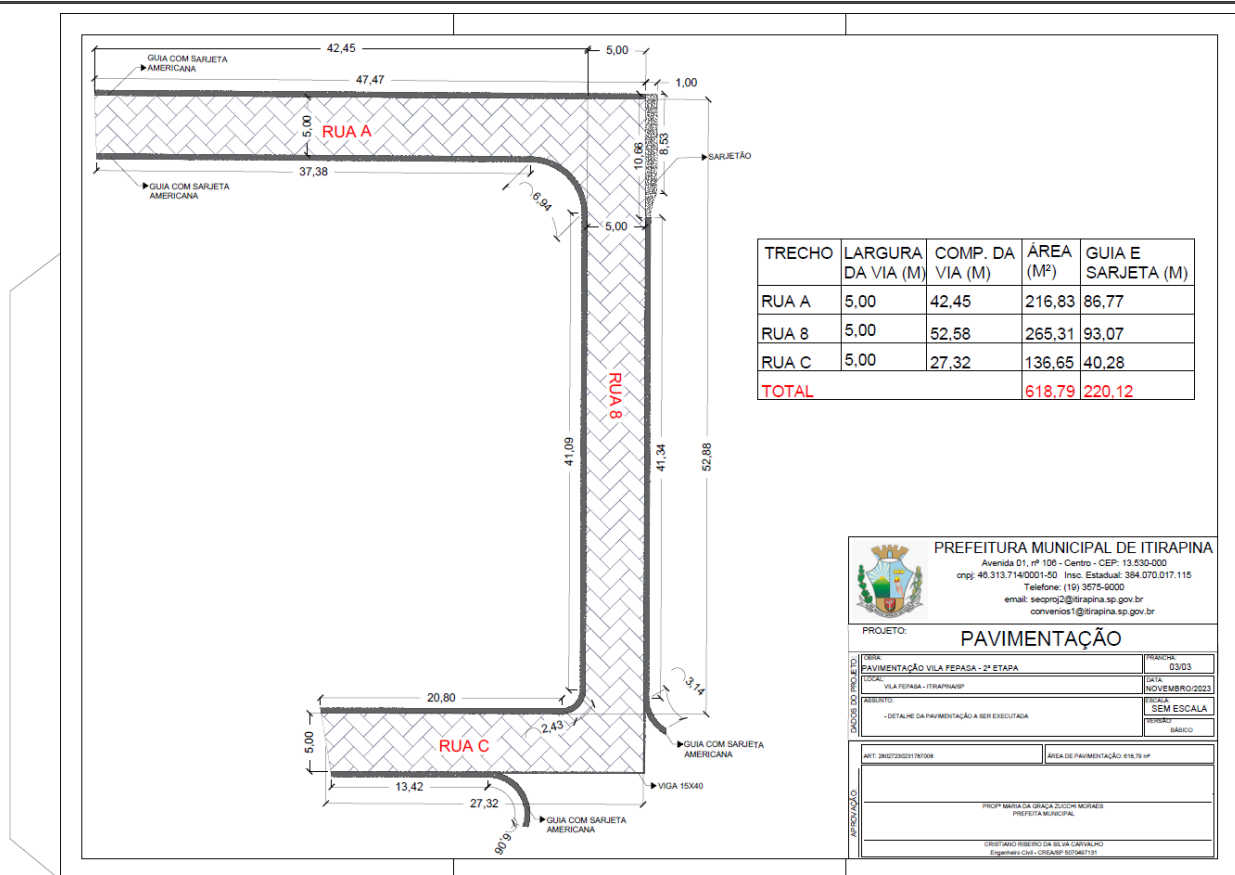 42,45
5,00
GUIA COM SARJETA
AMERICANA
47,47
1,00
5,00
RUA A
10,66
8,53
SARJETÃO
37,38
GUIA COM SARJETA
AMERICANA
6,94
5,00
TRECHO LARGURA DA VIA (M) COMP. DA VIA (M) ÁREA (M²) GUIA E SARJETA (M)
RUA A 5,00 42,45 216,83 86,77
RUA 8 5,00 52,58 265,31 93,07
RUA C 5,00 27,32 136,65 40,28
TOTAL 618,79 220,12
RUA 8
41,09
41,34
52,88
20,80
3,14
2,43
5,00
RUA C
GUIA COM SARJETA
AMERICANA
13,42
VIGA 15X40
27,32
GUIA COM SARJETA
AMERICANA
6,06
PREFEITURA MUNICIPAL DE ITIRAPINA
Avenida 01, nº 106 - Centro - CEP: 13.530-000
cnpj: 46.313.714/0001-50 Insc. Estadual: 384.070.017.115
Telefone: (19) 3575-9000
email: secproj2@itirapina.sp.gov.br
convenios1@itirapina.sp.gov.br
PROJETO:
PAVIMENTAÇÃO
DADOS DO PROJETO:
OBRA:
PAVIMENTAÇÃO VILA FEPASA - 2ª ETAPA
PRANCHA:
03/03
LOCAL:
VILA FEPASA - ITIRAPINA/SP
DATA:
NOVEMBRO/2023
ASSUNTO:
- DETALHE DA PAVIMENTAÇÃO A SER EXECUTADA
ESCALA:
SEM ESCALA
VERSÃO:
BÁSICO
ART: 28027230231787008
ÁREA DE PAVIMENTAÇÃO: 618,79 m²
APROVAÇÃO:
PROFª MARIA DA GRAÇA ZUCCHI MORAES
PREFEITA MUNICIPAL
CRISTIANO RIBEIRO DA SILVA CARVALHO
Engenheiro Civil - CREA/SP 5070497131